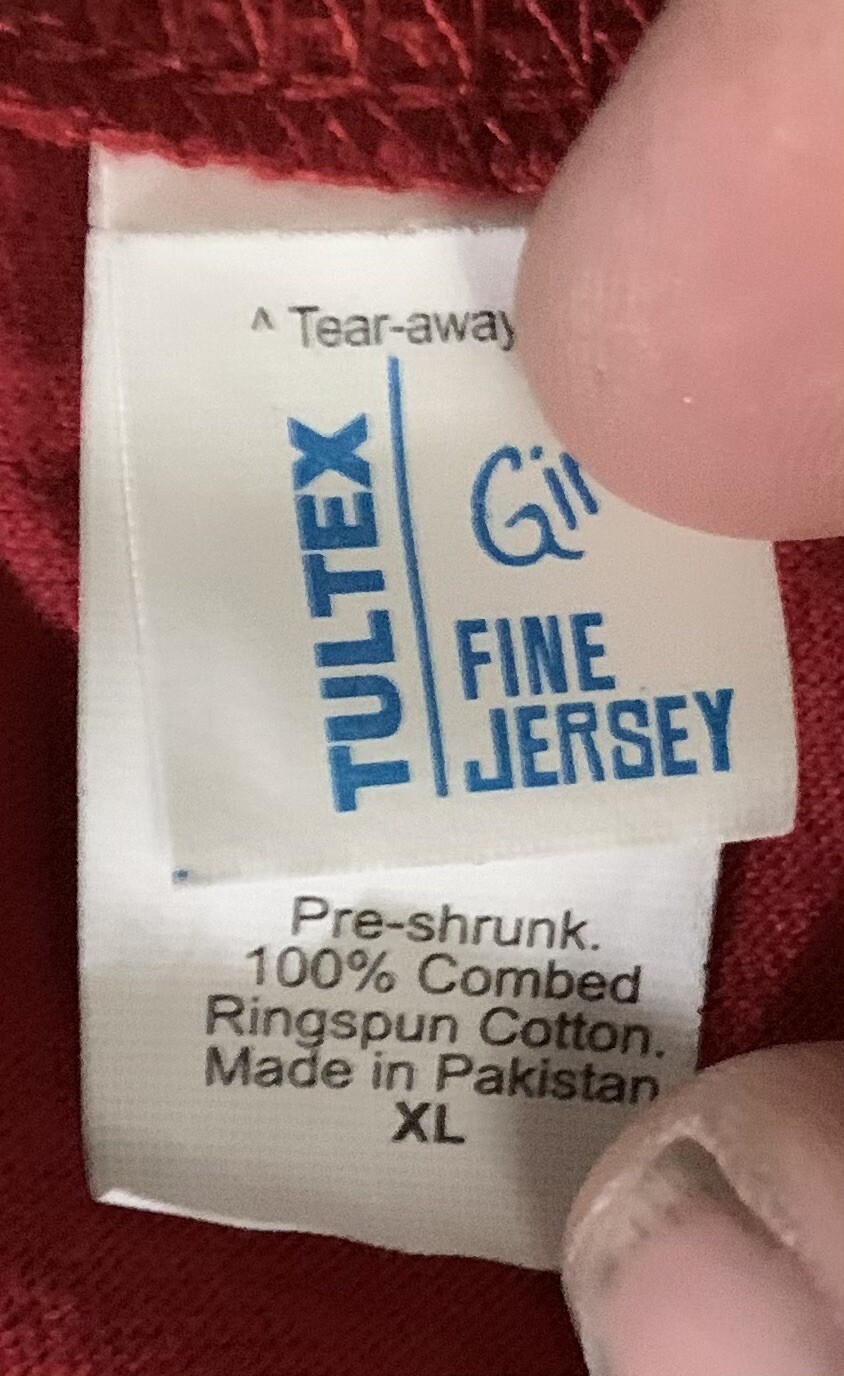 ^ Tear-away
TULTEX
FINE
JERSEY
Pre-shrunk.
100% Combed
Ringspun Cotton.
Made in Pakistan
XL